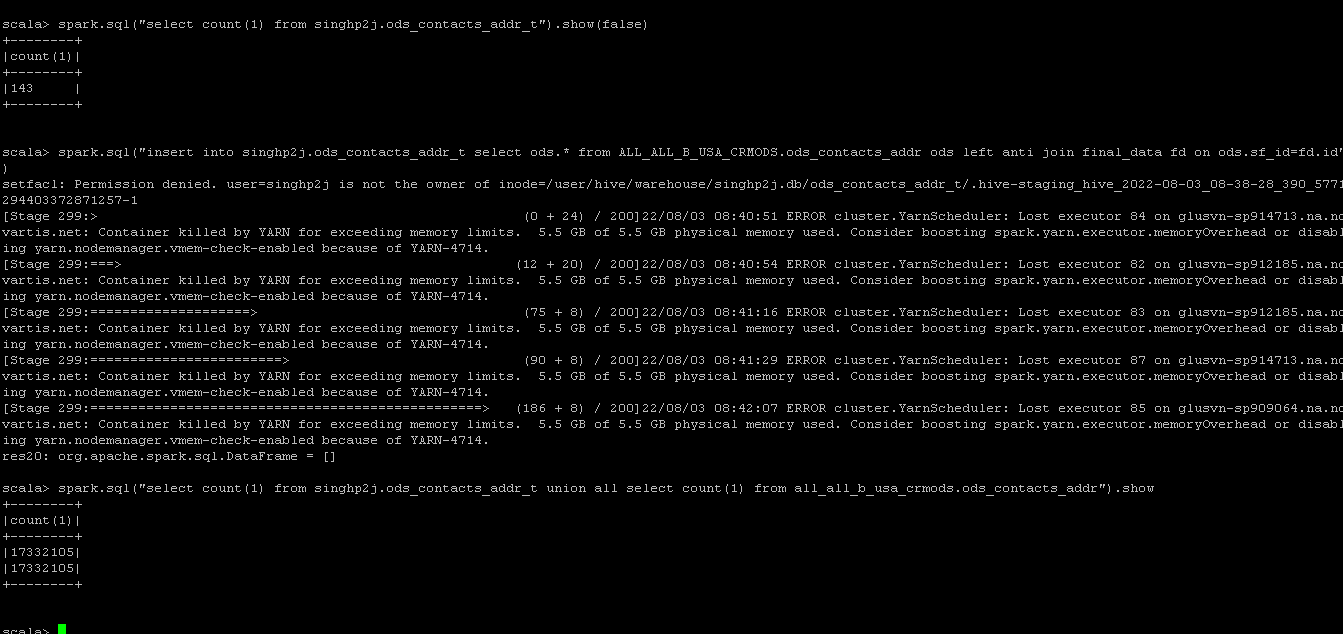 scala> spark.sql("select count(1) from singhp2j.ods_contacts_addr_t").show(false)
+--------+
|count(1)|
+--------+
|143     |
+--------+
scala> spark.sql("insert into singhp2j.ods_contacts_addr_t select ods.* from ALL_ALL_B_USA_CRMODS.ods_contacts_addr ods left anti join final_data fd on ods.sf_id=fd.id"
)
setfacl: Permission denied. user=singhp2j is not the owner of inode=/user/hive/warehouse/singhp2j.db/ods_contacts_addr_t/.hive-staging_hive_2022-08-03_08-38-28_390_5771
294403372871257-1
[Stage 299:>                                                      (0 + 24) / 200]22/08/03 08:40:51 ERROR cluster.YarnScheduler: Lost executor 84 on glusvn-sp914713.na.no
vartis.net: Container killed by YARN for exceeding memory limits.  5.5 GB of 5.5 GB physical memory used. Consider boosting spark.yarn.executor.memoryOverhead or disabl
ing yarn.nodemanager.vmem-check-enabled because of YARN-4714.
[Stage 299:===>                                                  (12 + 20) / 200]22/08/03 08:40:54 ERROR cluster.YarnScheduler: Lost executor 82 on glusvn-sp912185.na.no
vartis.net: Container killed by YARN for exceeding memory limits.  5.5 GB of 5.5 GB physical memory used. Consider boosting spark.yarn.executor.memoryOverhead or disabl
ing yarn.nodemanager.vmem-check-enabled because of YARN-4714.
[Stage 299:====================>                                  (75 + 8) / 200]22/08/03 08:41:16 ERROR cluster.YarnScheduler: Lost executor 83 on glusvn-sp912185.na.no
vartis.net: Container killed by YARN for exceeding memory limits.  5.5 GB of 5.5 GB physical memory used. Consider boosting spark.yarn.executor.memoryOverhead or disabl
ing yarn.nodemanager.vmem-check-enabled because of YARN-4714.
[Stage 299:========================>                              (90 + 8) / 200]22/08/03 08:41:29 ERROR cluster.YarnScheduler: Lost executor 87 on glusvn-sp914713.na.no
vartis.net: Container killed by YARN for exceeding memory limits.  5.5 GB of 5.5 GB physical memory used. Consider boosting spark.yarn.executor.memoryOverhead or disabl
ing yarn.nodemanager.vmem-check-enabled because of YARN-4714.
[Stage 299:=================================================>    (186 + 8) / 200]22/08/03 08:42:07 ERROR cluster.YarnScheduler: Lost executor 85 on glusvn-sp909064.na.no
vartis.net: Container killed by YARN for exceeding memory limits.  5.5 GB of 5.5 GB physical memory used. Consider boosting spark.yarn.executor.memoryOverhead or disabl
ing yarn.nodemanager.vmem-check-enabled because of YARN-4714.
res20: org.apache.spark.sql.DataFrame = []
scala> spark.sql("select count(1) from singhp2j.ods_contacts_addr_t union all select count(1) from all_all_b_usa_crmods.ods_contacts_addr").show
+--------+
|count(1)|
+--------+
|17332105|
|17332105|
+--------+
scala>